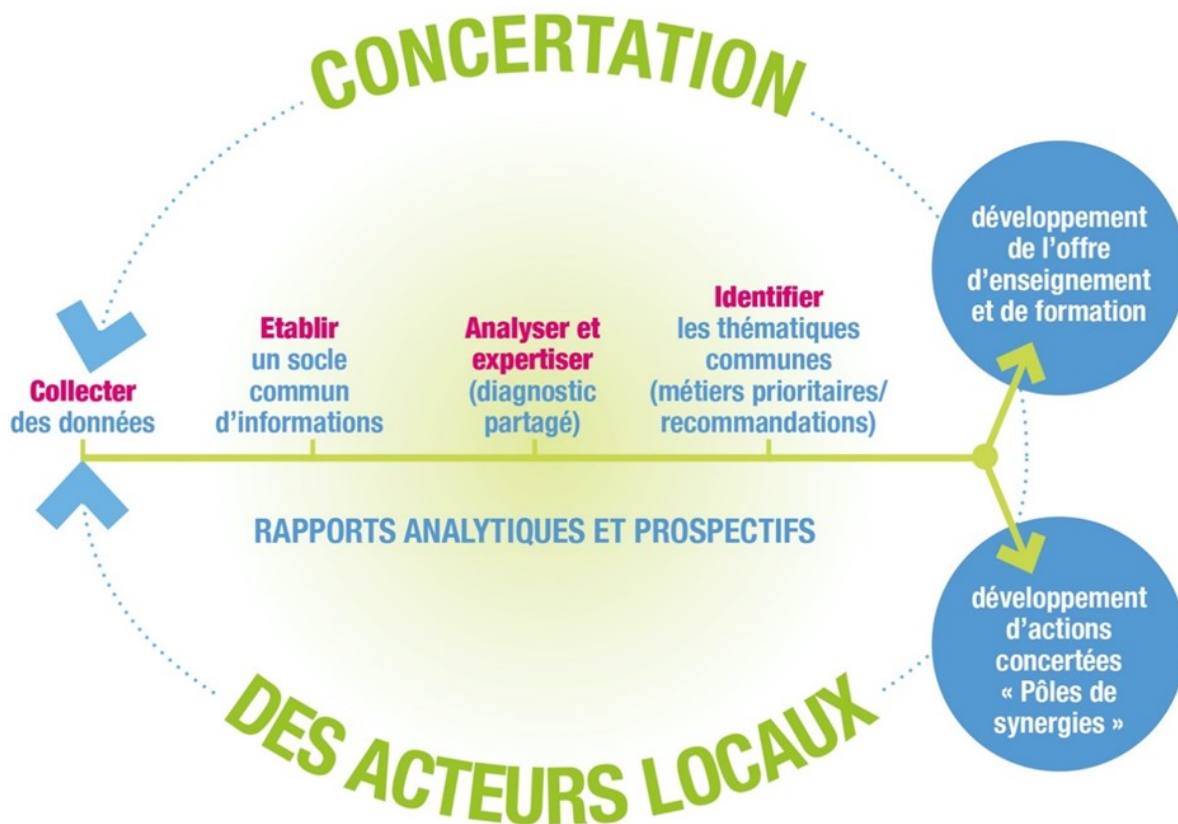 CONCERTATION
développement
de l’offre
d’enseignement
et de formation
Collecter
des données
Etablir
un socle
commun
d’informations
Analyser et
expertiser
(diagnostic
partagé)
Identifier
les thématiques
communes
(métiers prioritaires/
recommandations)
RAPPORTS ANALYTIQUES ET PROSPECTIFS
développement
d’actions
concertées
« Pôles de
synergies »
DES ACTEURS LOCAUX